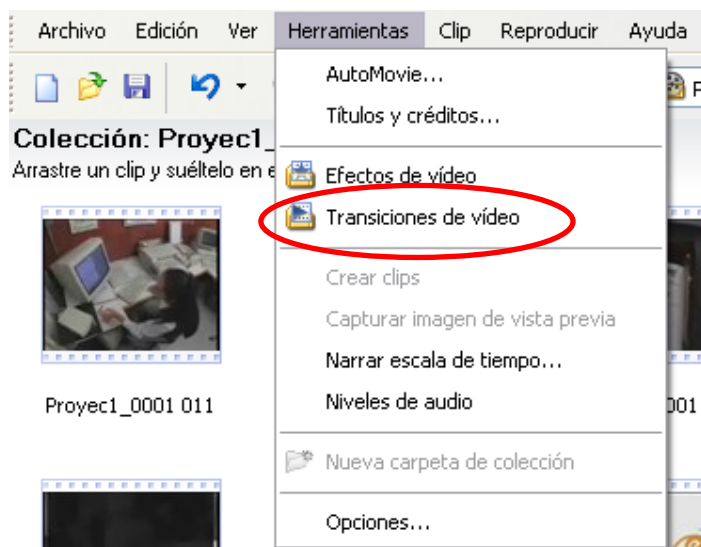 Archivo Edición Ver Herramientas Clip Reproducir Ayuda
AutoMovie...
Títulos y créditos...
Colección: Proyec1_
Arrastre un clip y suéltelo en e
Efectos de vídeo
Transiciones de vídeo
Crear clips
Capturar imagen de vista previa
Narrar escala de tiempo...
Niveles de audio
Proyec1_0001 011
001
Nueva carpeta de colección
Opciones...